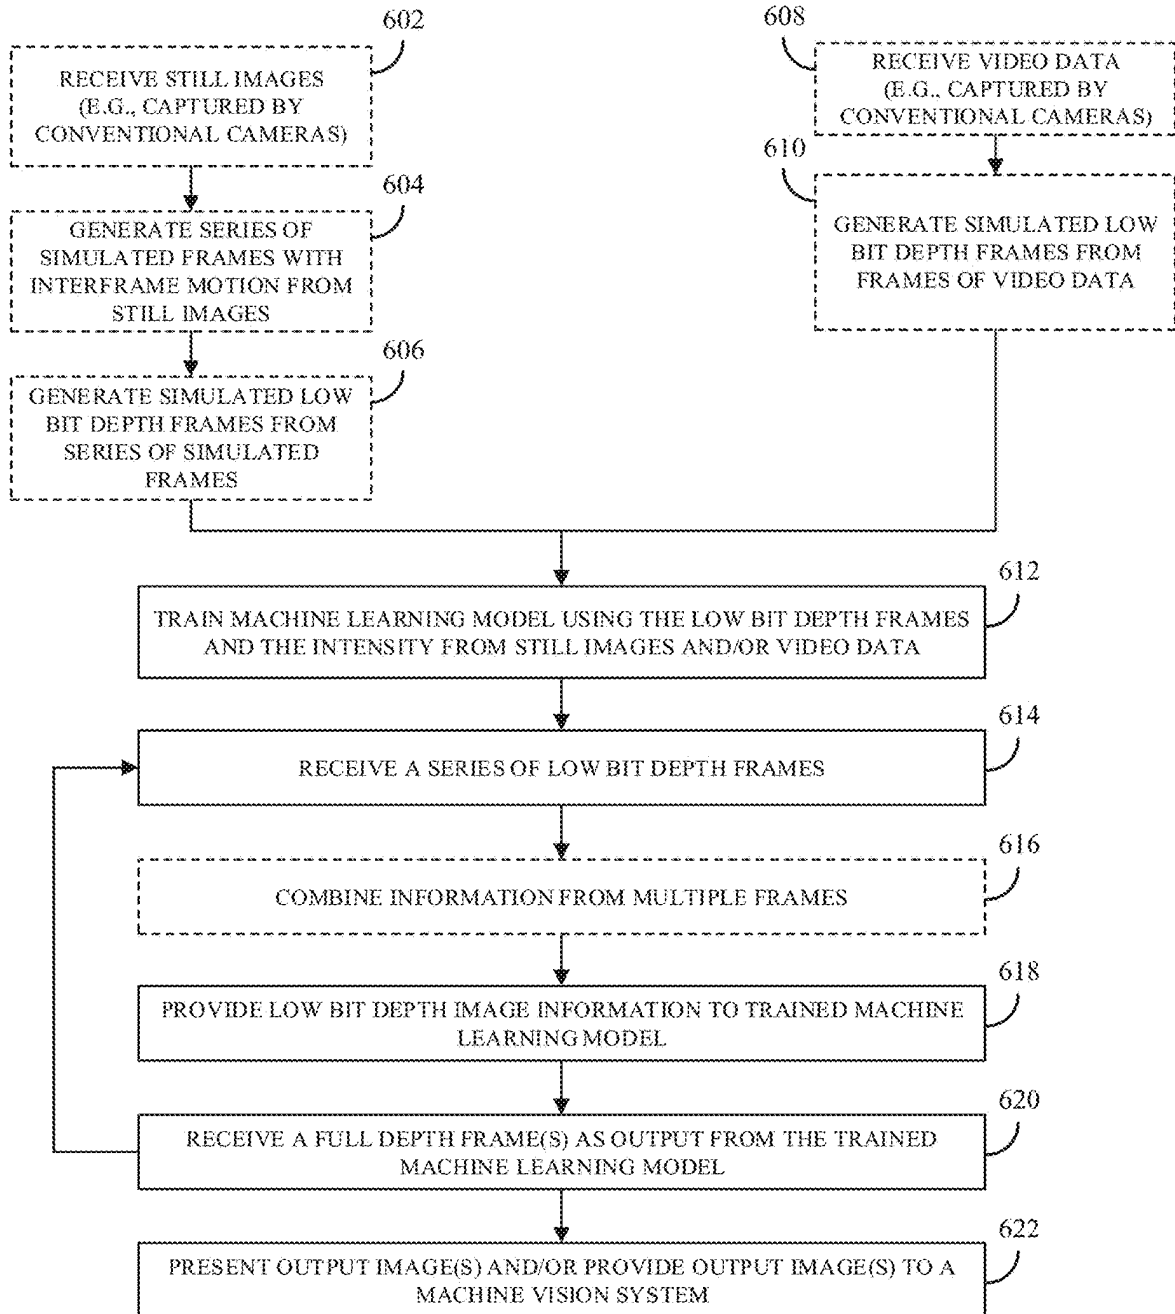 602
RECEIVE STILL IMAGES
(E.G., CAPTURED BY
CONVENTIONAL CAMERAS)
604
GENERATE SERIES OF
SIMULATED FRAMES WITH
INTERFRAME MOTION FROM
STILL IMAGES
606
GENERATE SIMULATED LOW
BIT DEPTH FRAMES FROM
SERIES OF SIMULATED
FRAMES
608
RECEIVE VIDEO DATA
(E.G., CAPTURED BY
CONVENTIONAL CAMERAS)
610
GENERATE SIMULATED LOW
BIT DEPTH FRAMES FROM
FRAMES OF VIDEO DATA
612
TRAIN MACHINE LEARNING MODEL USING THE LOW BIT DEPTH FRAMES
AND THE INTENSITY FROM STILL IMAGES AND/OR VIDEO DATA
614
RECEIVE A SERIES OF LOW BIT DEPTH FRAMES
616
COMBINE INFORMATION FROM MULTIPLE FRAMES
618
PROVIDE LOW BIT DEPTH IMAGE INFORMATION TO TRAINED MACHINE
LEARNING MODEL
620
RECEIVE A FULL DEPTH FRAME(S) AS OUTPUT FROM THE TRAINED
MACHINE LEARNING MODEL
622
PRESENT OUTPUT IMAGE(S) AND/OR PROVIDE OUTPUT IMAGE(S) TO A
MACHINE VISION SYSTEM